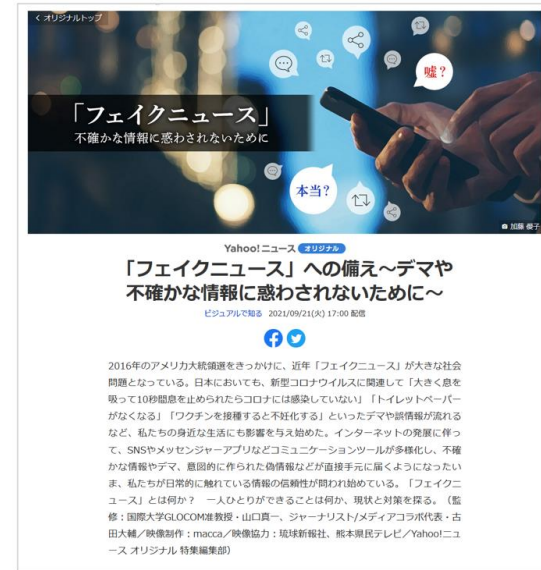 < オリジナルトップ
嘘?
「フェイクニュース」
不確かな情報に惑わされないために
本当?
加藤 優子
Yahoo!ニュース オリジナル
「フェイクニュース」への備え~デマや
不確かな情報に惑わされないために~
ビジュアルで知る 2021/09/21(火) 17:00 配信
2016年のアメリカ大統領選をきっかけに、近年「フェイクニュース」が大きな社会
問題となっている。日本においても、新型コロナウイルスに関連して「大きく息を
吸って10秒間息を止められたらコロナには感染していない」「トイレットペーパー
がなくなる」「ワクチンを接種すると不妊化する」といったデマや誤情報が流れる
など、私たちの身近な生活にも影響を与え始めた。インターネットの発展に伴っ
て、SNSやメッセンジャーアプリなどコミュニケーションツールが多様化し、不確
かな情報やデマ、意図的に作られた偽情報などが直接手元に届くようになったい
ま、私たちが日常的に触れている情報の信頼性が問われ始めている。「フェイクニ
ュース」とは何か? 一人ひとりができることは何か、現状と対策を探る。(監
修:国際大学GLOCOM准教授・山口真一、ジャーナリスト/メディアコラボ代表・古
田大輔/映像制作:macca/映像協力:琉球新報社、熊本県民テレビ/Yahoo!ニュ
ース オリジナル 特集編集部)